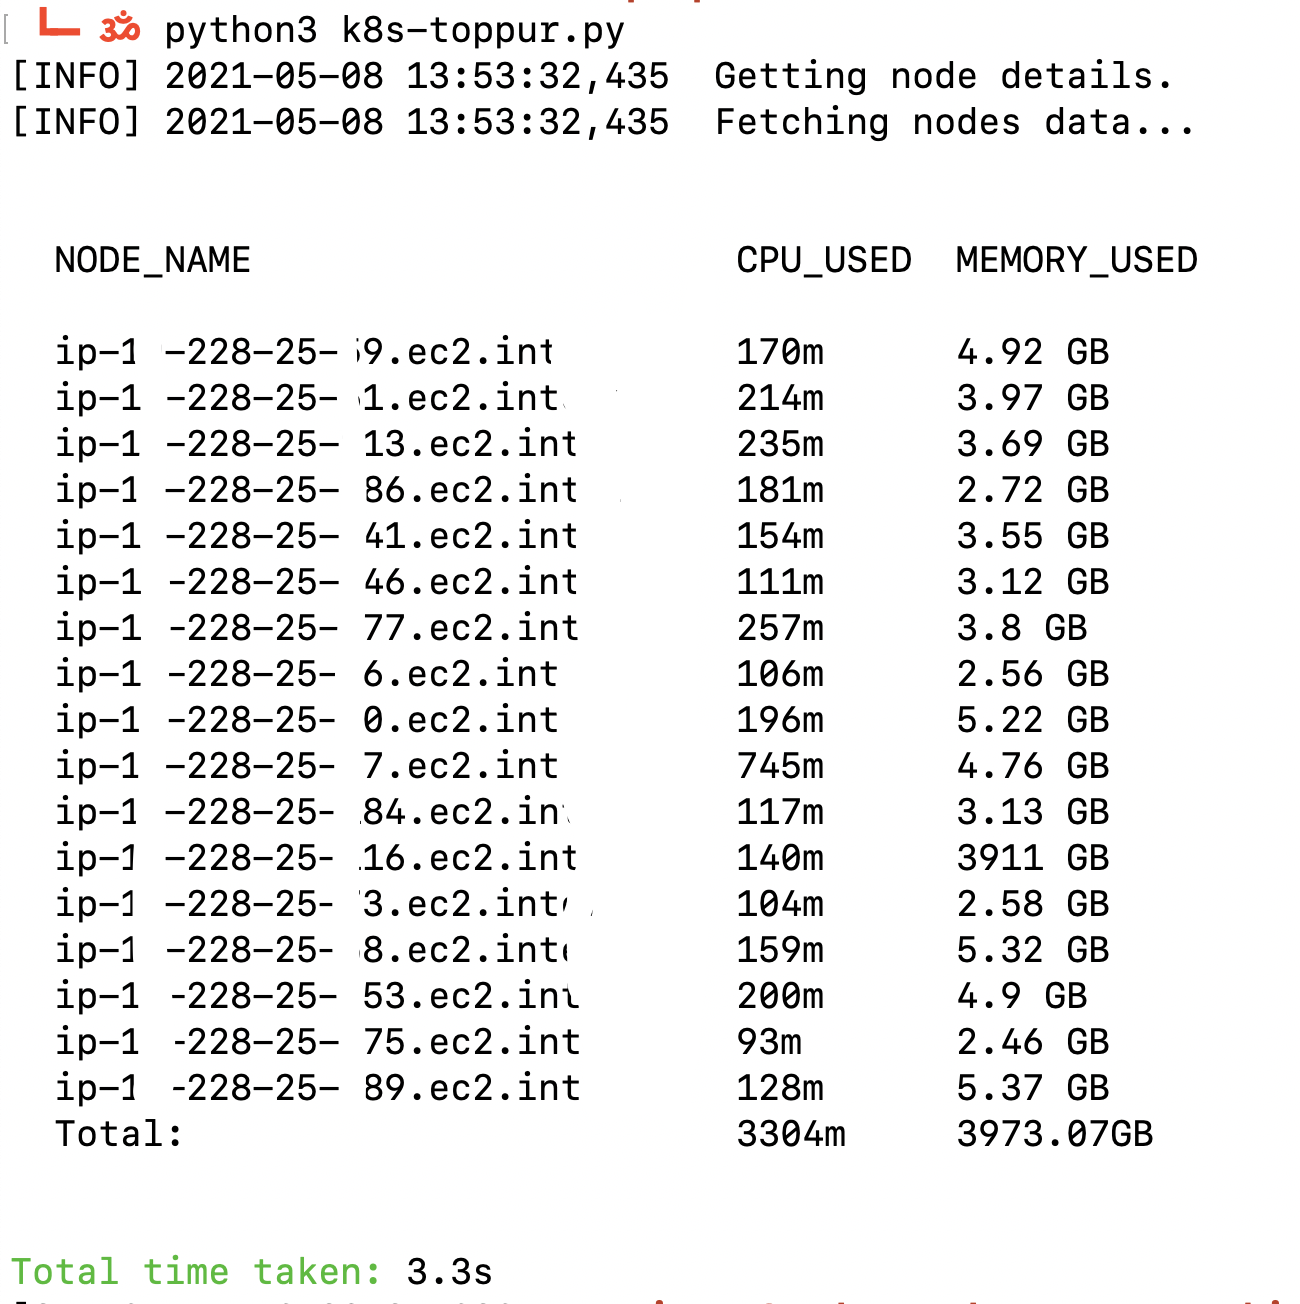 ॐ python3 k8s-toppur.py
[INFO] 2021-05-08 13:53:32,435  Getting node details.
[INFO] 2021-05-08 13:53:32,435  Fetching nodes data...
NODE_NAME CPU_USED MEMORY_USED
ip-1 -228-25- 9.ec2.int 170m 4.92 GB
ip-1 -228-25- 1.ec2.int 214m 3.97 GB
ip-1 -228-25- 13.ec2.int 235m 3.69 GB
ip-1 -228-25- 86.ec2.int 181m 2.72 GB
ip-1 -228-25- 41.ec2.int 154m 3.55 GB
ip-1 -228-25- 46.ec2.int 111m 3.12 GB
ip-1 -228-25- 77.ec2.int 257m 3.8 GB
ip-1 -228-25- 6.ec2.int 106m 2.56 GB
ip-1 -228-25- 0.ec2.int 196m 5.22 GB
ip-1 -228-25- 7.ec2.int 745m 4.76 GB
ip-1 -228-25- 84.ec2.in 117m 3.13 GB
ip-1 -228-25- 16.ec2.int 140m 3911 GB
ip-1 -228-25- 3.ec2.int 104m 2.58 GB
ip-1 -228-25- 8.ec2.inte 159m 5.32 GB
ip-1 -228-25- 53.ec2.int 200m 4.9 GB
ip-1 -228-25- 75.ec2.int 93m 2.46 GB
ip-1 -228-25- 89.ec2.int 128m 5.37 GB
Total: 3304m 3973.07GB
Total time taken: 3.3s